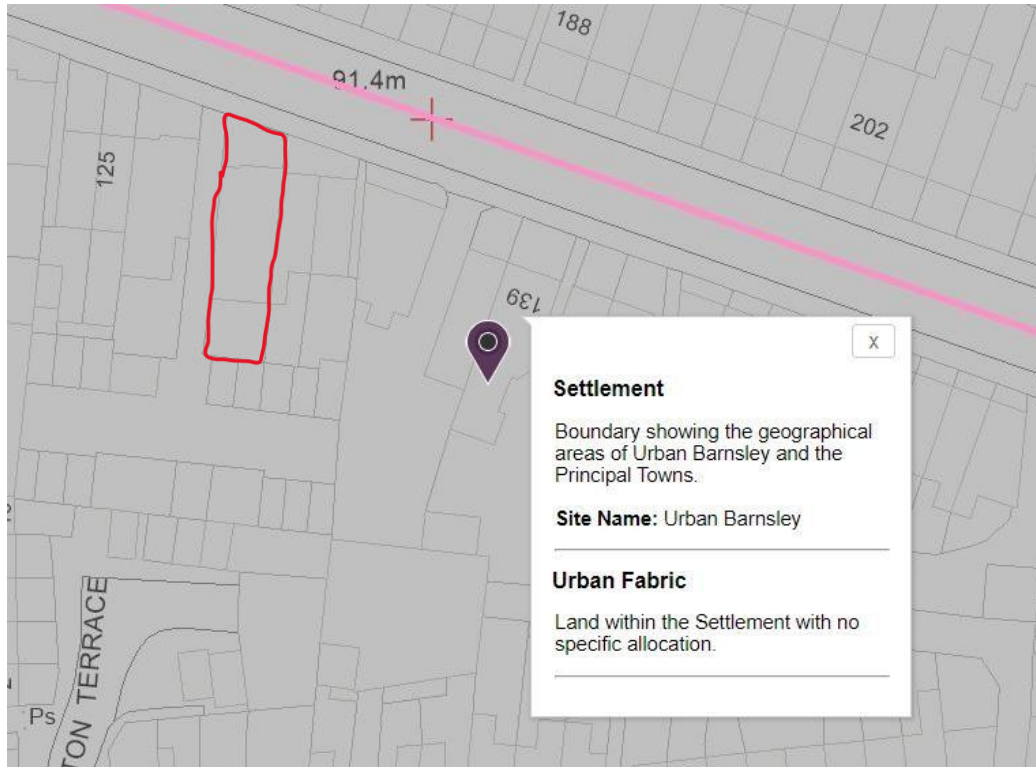 188
91.4m
202
125
139
X
Settlement
Boundary showing the geographical
areas of Urban Barnsley and the
Principal Towns.
Site Name: Urban Barnsley
Urban Fabric
Land within the Settlement with no
specific allocation.
TON TERRACE
Ps